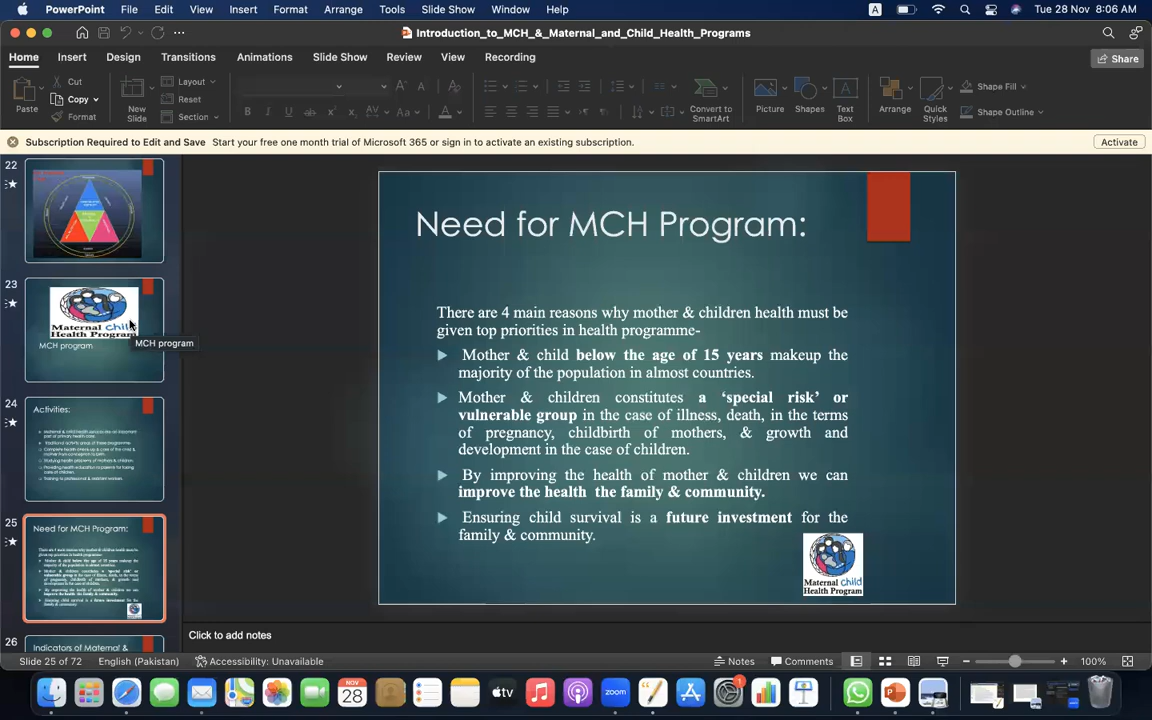 PowerPoint File Edit View Insert Format Arrange Tools Slide Show Window Help A Tue 28 Nov 8:06 AM
Introduction_to_MCH_&_Maternal_and_Child_Health_Programs
Home Insert Design Transitions Animations Slide Show Review View Recording
Share
Paste
Cut
Copy
Format
New
Slide
Layout
Reset
Section
Convert to
SmartArt
Picture
Shapes
Text
Box
Arrange
Quick
Styles
Shape Fill
Shape Outline
Subscription Required to Edit and Save Start your free one month trial of Microsoft 365 or sign in to activate an existing subscription. Activate
22
23
Maternal child
Health Program
MCH program
MCH program
24
Activities:
25
Need for MCH Program:
26
Indicators of Maternal &
Need for MCH Program:
There are 4 main reasons why mother & children health must be
given top priorities in health programme-
Mother & child below the age of 15 years makeup the
majority of the population in almost countries.
Mother & children constitutes a ‘special risk’ or
vulnerable group in the case of illness, death, in the terms
of pregnancy, childbirth of mothers, & growth and
development in the case of children.
By improving the health of mother & children we can
improve the health the family & community.
Ensuring child survival is a future investment for the
family & community.
Maternal child
Health Program
Click to add notes
Slide 25 of 72 English (Pakistan) Accessibility: Unavailable Notes Comments 100%
NOV
28
tv
zoom
1